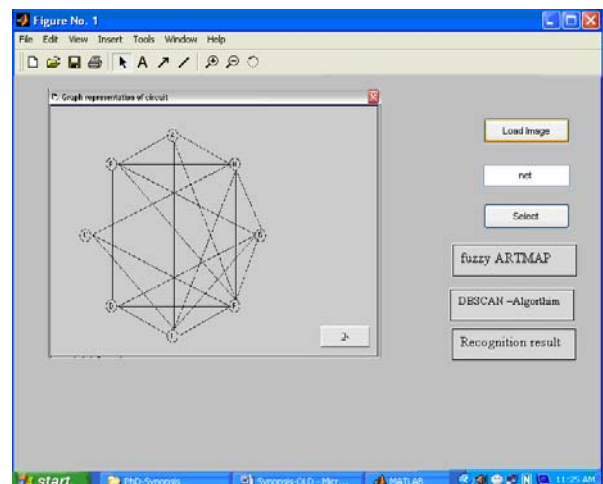 Figure No. 1
File Edit View Insert Tools Window Help
Graph representation of circuit
Load Image
net
Select
fuzzy ARTMAP
DBSCAN –Algorthim
Recognition result
start PhD-Synopsis Synopsis-OLD - Micr... MATLAB 11:25 AM